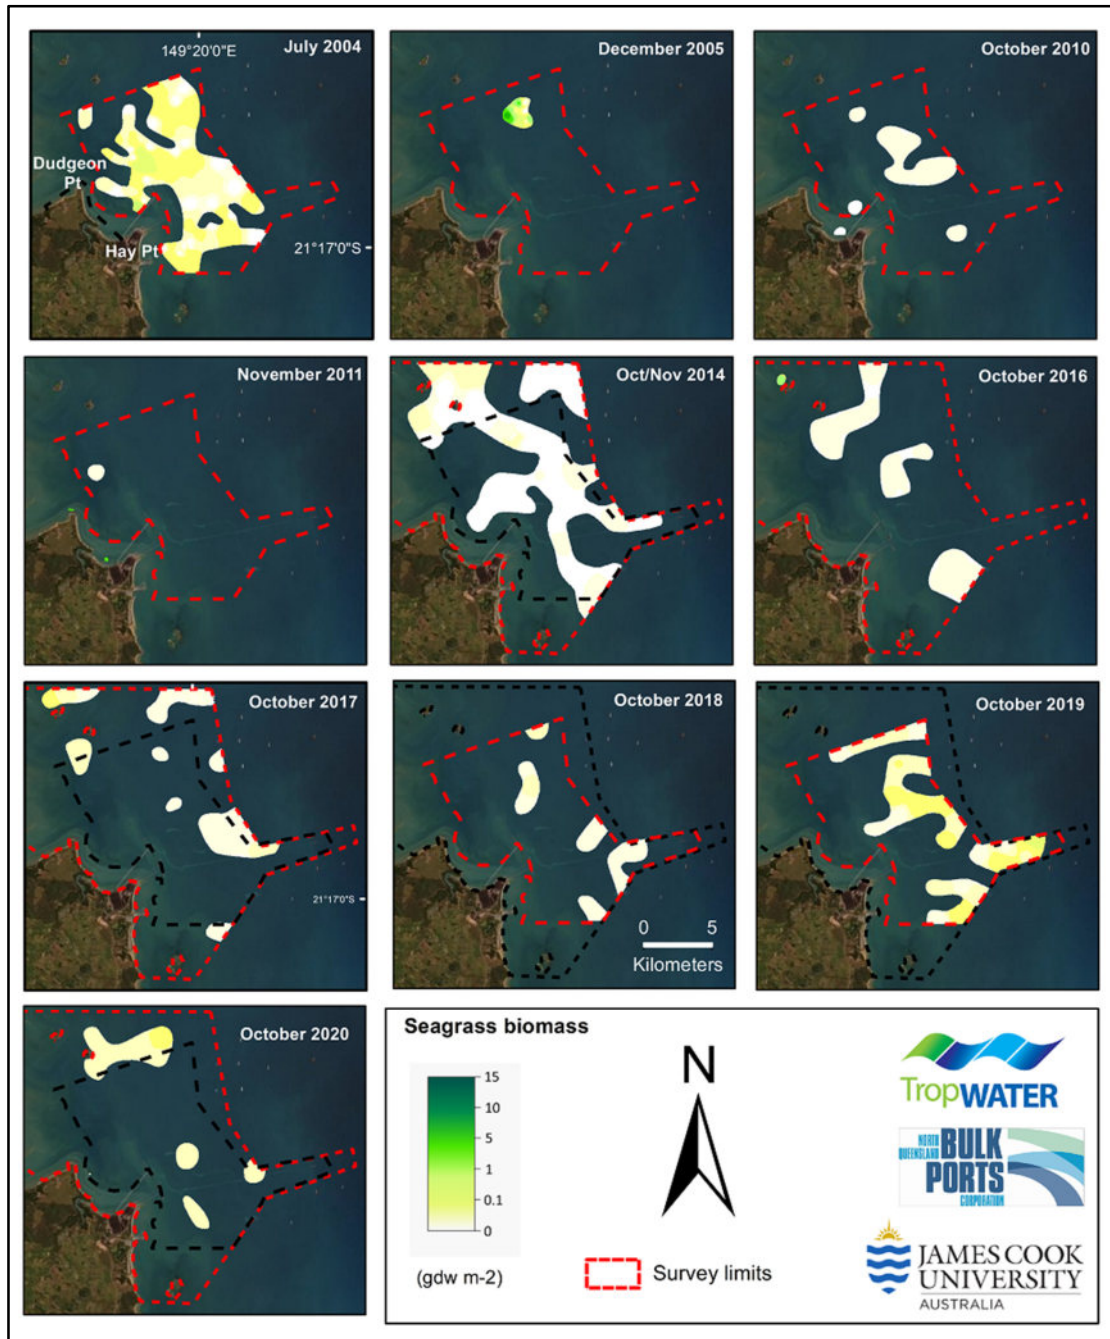 149°20'0"E
July 2004
Dudgeon
Pt
Hay Pt
21°17'0"S
December 2005
October 2010
November 2011
Oct/Nov 2014
October 2016
October 2017
21°17'0"S
October 2018
0 5
Kilometers
October 2019
October 2020
Seagrass biomass
15
10
5
1
0.1
0
(gdw m-2)
N
Survey limits
TropWATER
NORTH
QUEENSLAND
BULK
PORTS
CORPORATION
JAMES COOK
UNIVERSITY
AUSTRALIA